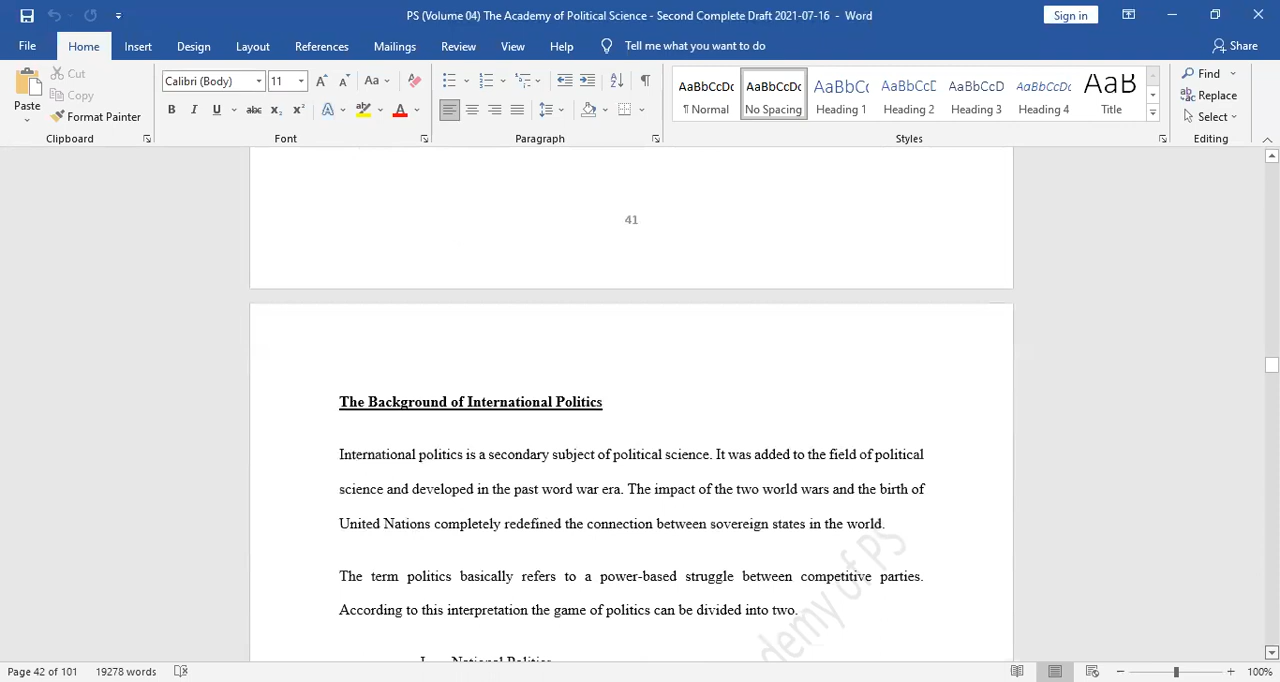 PS (Volume 04) The Academy of Political Science - Second Complete Draft 2021-07-16 - Word
Sign in
File Home Insert Design Layout References Mailings Review View Help Tell me what you want to do Share
Paste
Cut
Copy
Format Painter
Clipboard
Calibri (Body) 11
Font
Paragraph
AaBbCcDc AaBbCcDc AaBbCc AaBbCcD AaBbCcD AaBbCcDc AaB
¶ Normal No Spacing Heading 1 Heading 2 Heading 3 Heading 4 Title
Styles
Find
Replace
Select
Editing
41
The Background of International Politics
International politics is a secondary subject of political science. It was added to the field of political
science and developed in the past word war era. The impact of the two world wars and the birth of
United Nations completely redefined the connection between sovereign states in the world.
The term politics basically refers to a power-based struggle between competitive parties.
According to this interpretation the game of politics can be divided into two.
I. National Politics
demy of PS
Page 42 of 101 19278 words 100%